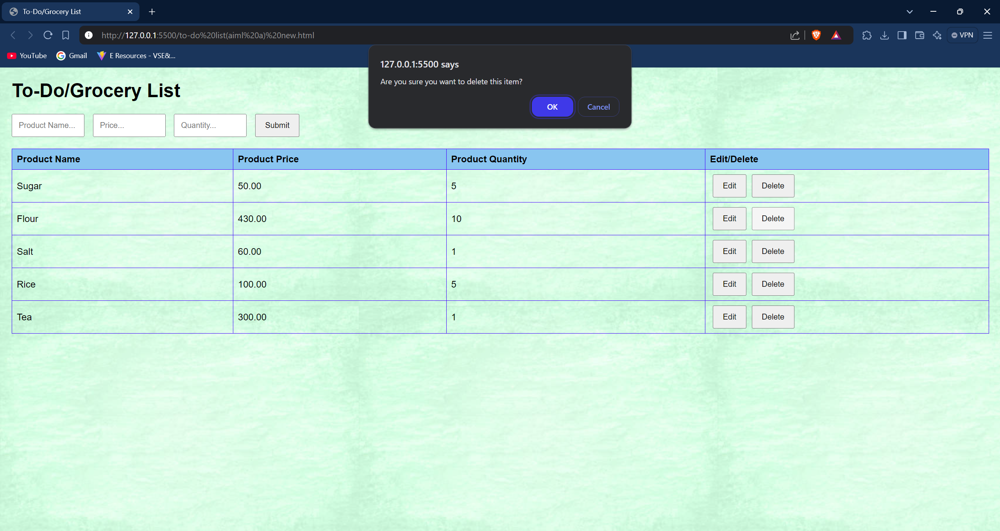 To-Do/Grocery List
http://127.0.0.1:5500/to-do%20list(aiml%20a)%20new.html
VPN
YouTube Gmail E Resources - VSE&...
127.0.0.1:5500 says
Are you sure you want to delete this item?
OK Cancel
To-Do/Grocery List
Product Name... Price... Quantity... Submit
Product Name Product Price Product Quantity Edit/Delete
Sugar 50.00 5 Edit Delete
Flour 430.00 10 Edit Delete
Salt 60.00 1 Edit Delete
Rice 100.00 5 Edit Delete
Tea 300.00 1 Edit Delete